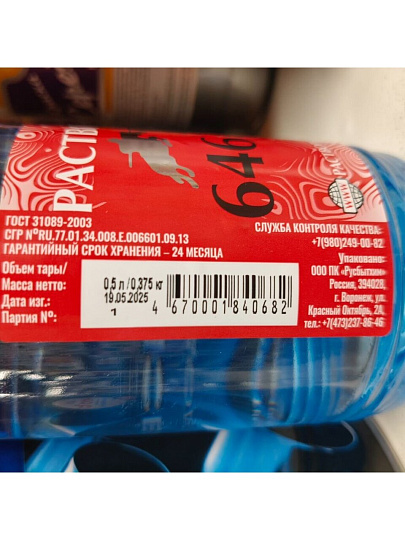 РАСТВ
646
ГОСТ 31089-2003
СГР №RU.77.01.34.008.Е.006601.09.13
ГАРАНТИЙНЫЙ СРОК ХРАНЕНИЯ – 24 МЕСЯЦА
Объем тары/
Масса нетто:
Дата изг.:
Партия №:
0,5 л / 0,375 кг
19.05.2025
1
4 670001 840682
СЛУЖБА КОНТРОЛЯ КАЧЕСТВА:
+7(980)249-00-82
Упаковано:
ООО ПК «Русбытхим»
Россия, 394028,
г. Воронеж, ул.
Красный Октябрь, 2А,
тел.: +7(473)237-86-46